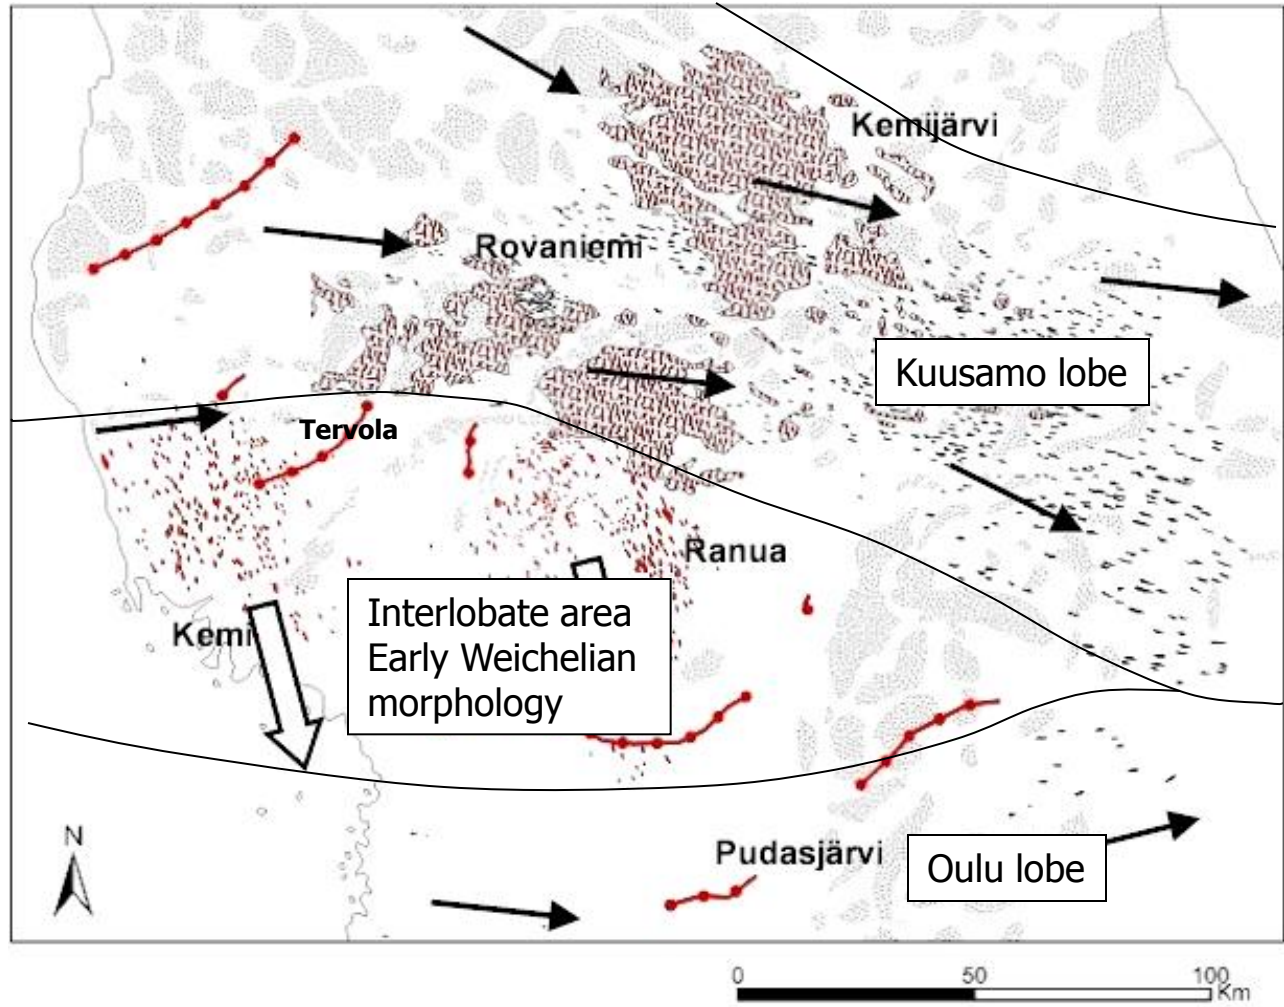 Kemijärvi
Rovaniemi
Kuusamo lobe
Tervola
Ranua
Interlobate area
Early Weichelian
morphology
Kemi
N
Pudasjärvi
Oulu lobe
0 50 100
Km